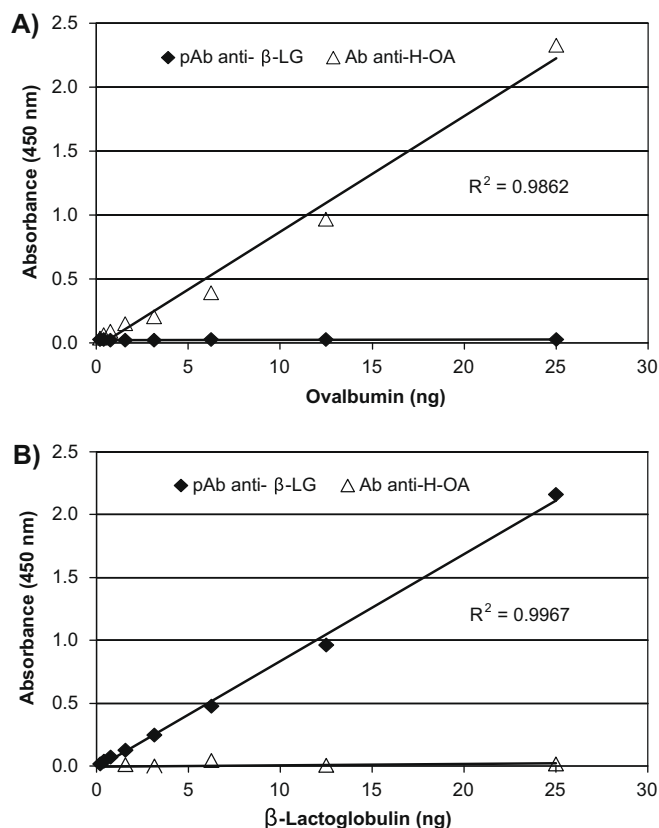 A)
2.5
pAb anti- β-LG Ab anti-H-OA
2.0
Absorbance (450 nm)
1.5
R² = 0.9862
1.0
0.5
0.0
0 5 10 15 20 25 30
Ovalbumin (ng)
B)
2.5
pAb anti- β-LG Ab anti-H-OA
2.0
Absorbance (450 nm)
1.5
R² = 0.9967
1.0
0.5
0.0
0 5 10 15 20 25 30
β-Lactoglobulin (ng)